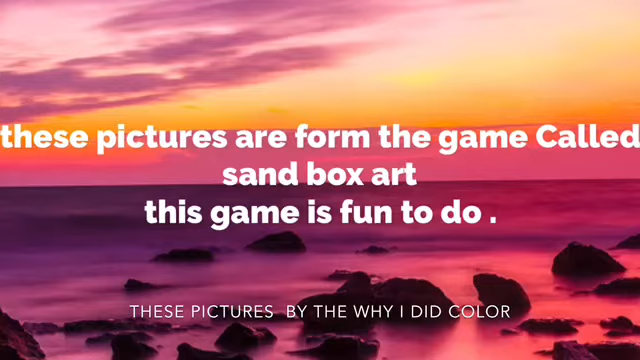 these pictures are form the game Called
sand box art
this game is fun to do .
THESE PICTURES  BY THE WHY I DID COLOR